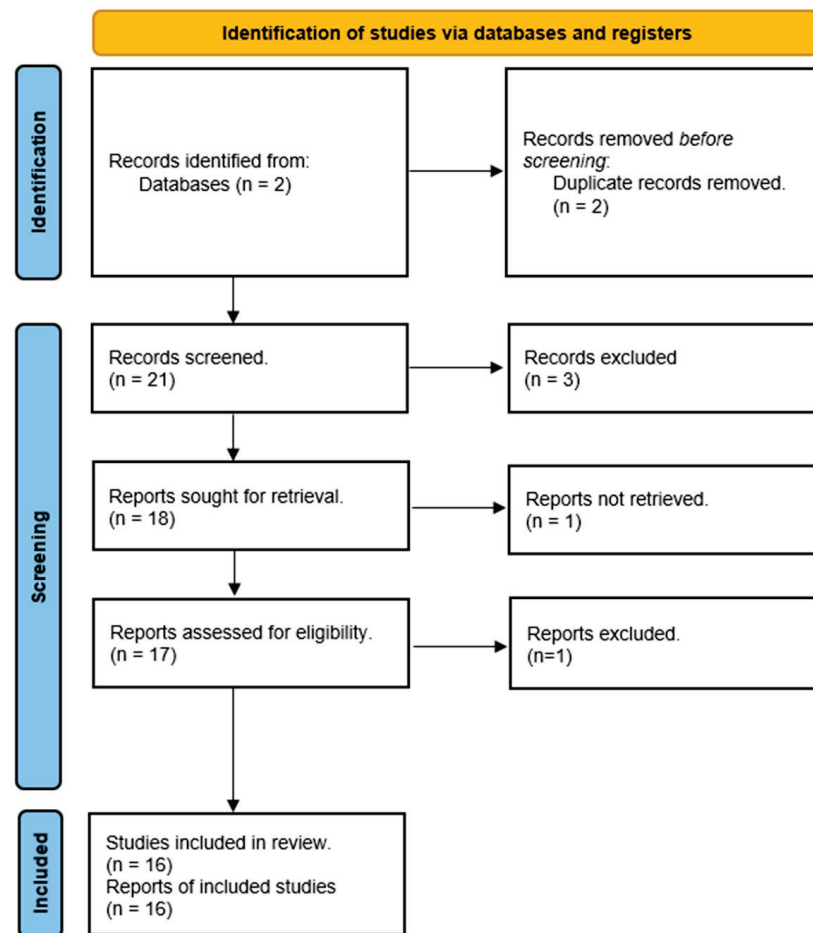 Identification of studies via databases and registers
Identification
Records identified from:
Databases (n = 2)
Records removed before
screening:
Duplicate records removed.
(n = 2)
Screening
Records screened.
(n = 21)
Records excluded
(n = 3)
Reports sought for retrieval.
(n = 18)
Reports not retrieved.
(n = 1)
Reports assessed for eligibility.
(n = 17)
Reports excluded.
(n=1)
Included
Studies included in review.
(n = 16)
Reports of included studies
(n = 16)